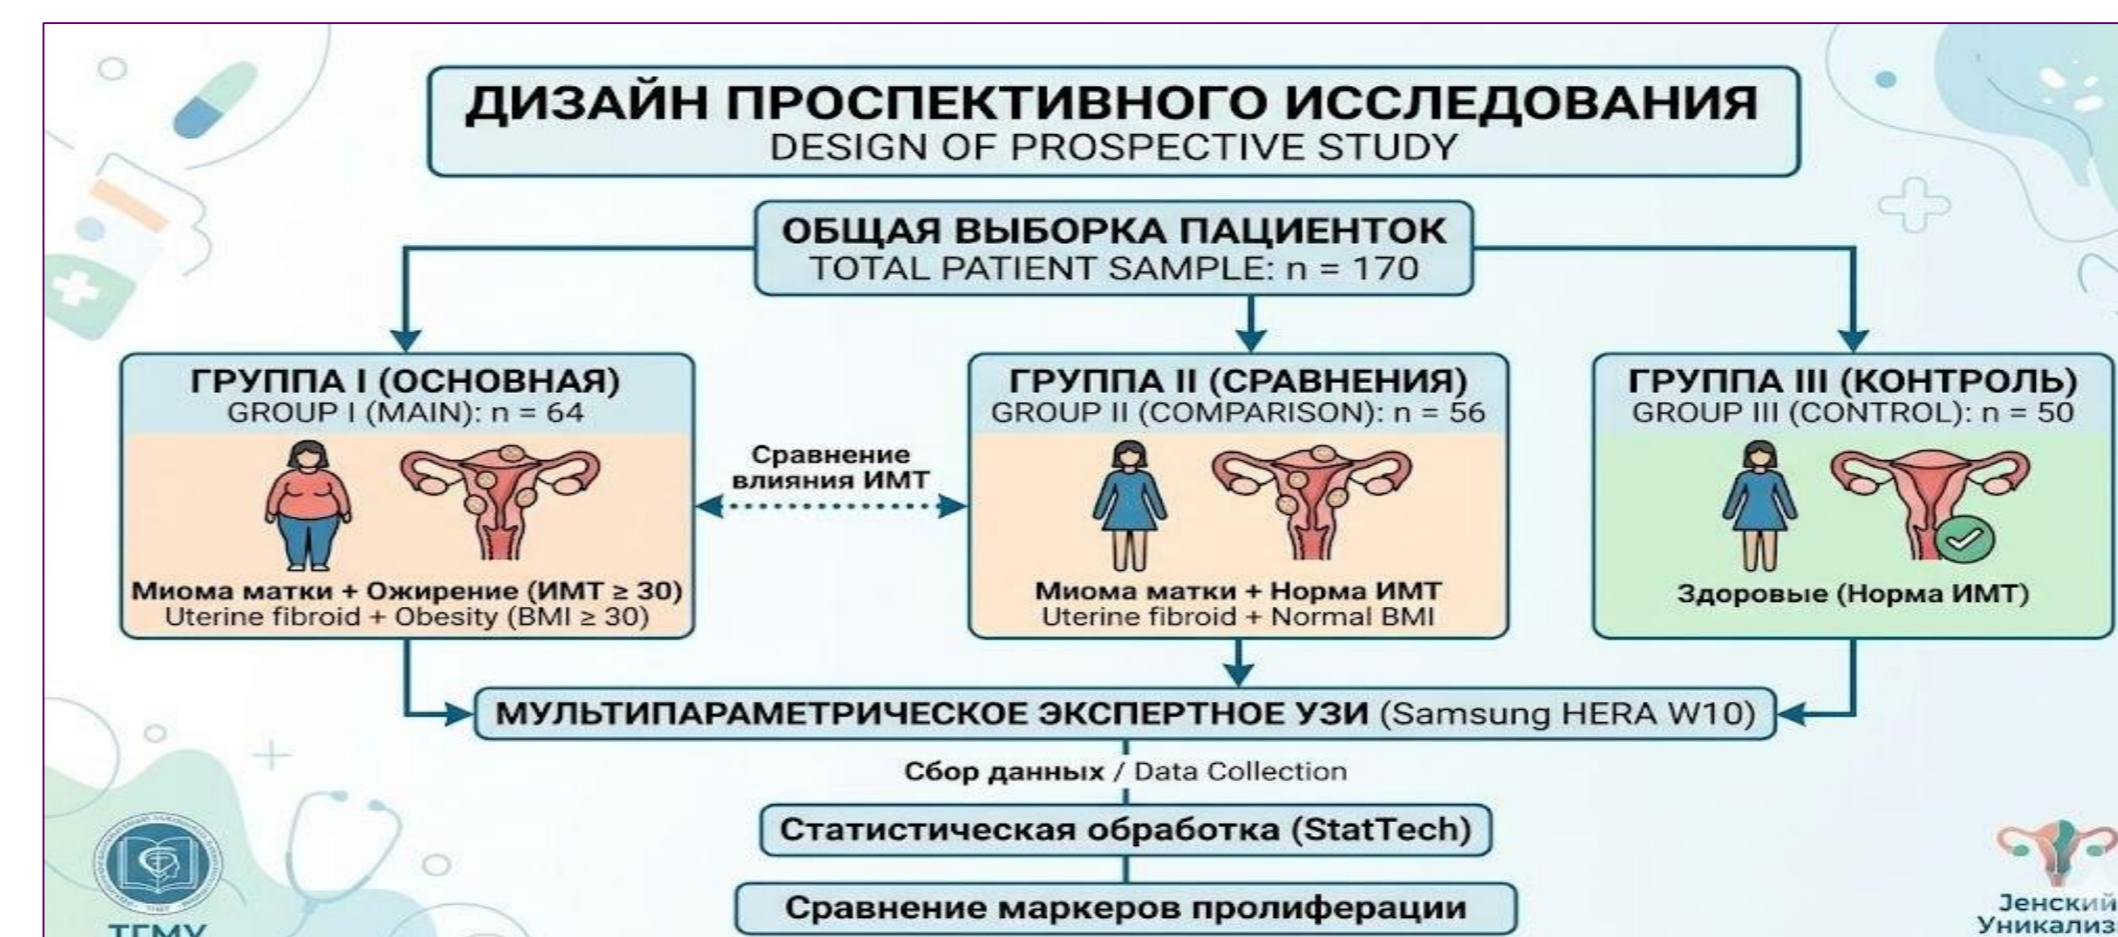 ДИЗАЙН ПРОСПЕКТИВНОГО ИССЛЕДОВАНИЯ
DESIGN OF PROSPECTIVE STUDY
ОБЩАЯ ВЫБОРКА ПАЦИЕНТОК
TOTAL PATIENT SAMPLE: n = 170
ГРУППА I (ОСНОВНАЯ)
GROUP I (MAIN): n = 64
Миома матки + Ожирение (ИМТ ≥ 30)
Uterine fibroid + Obesity (BMI ≥ 30)
Сравнение
влияния ИМТ
ГРУППА II (СРАВНЕНИЯ)
GROUP II (COMPARISON): n = 56
Миома матки + Норма ИМТ
Uterine fibroid + Normal BMI
ГРУППА III (КОНТРОЛЬ)
GROUP III (CONTROL): n = 50
Здоровые (Норма ИМТ)
МУЛЬТИПАРАМЕТРИЧЕСКОЕ ЭКСПЕРТНОЕ УЗИ (Samsung HERA W10)
Сбор данных / Data Collection
Статистическая обработка (StatTech)
Сравнение маркеров пролиферации
ТГМУ
Јенский
Уникализ